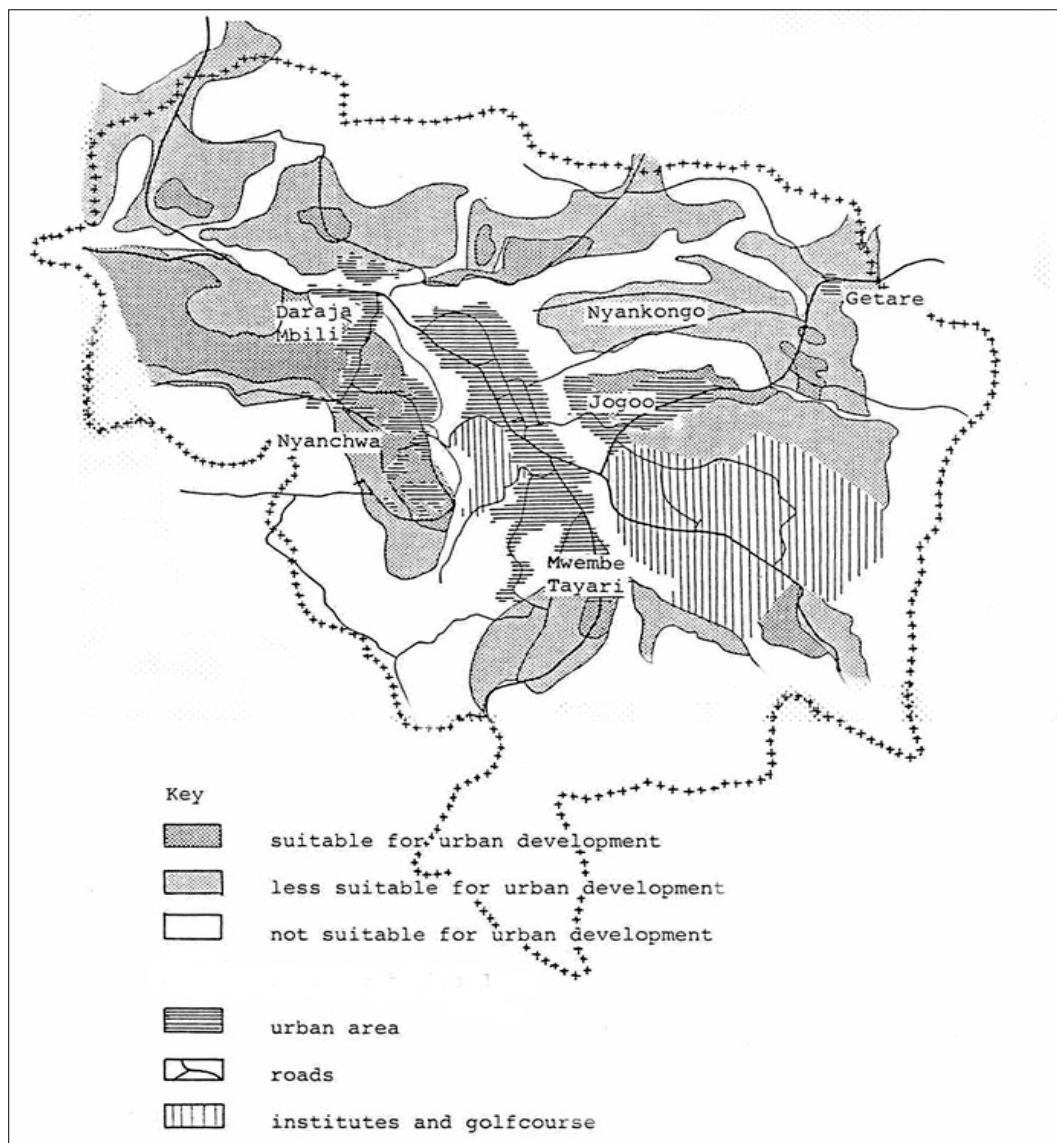 Daraja
Mbili
Nyankongo
Getare
Jogoo
Nyanchwa
Mwembe
Tayari
Key
suitable for urban development
less suitable for urban development
not suitable for urban development
urban area
roads
institutes and golfcourse